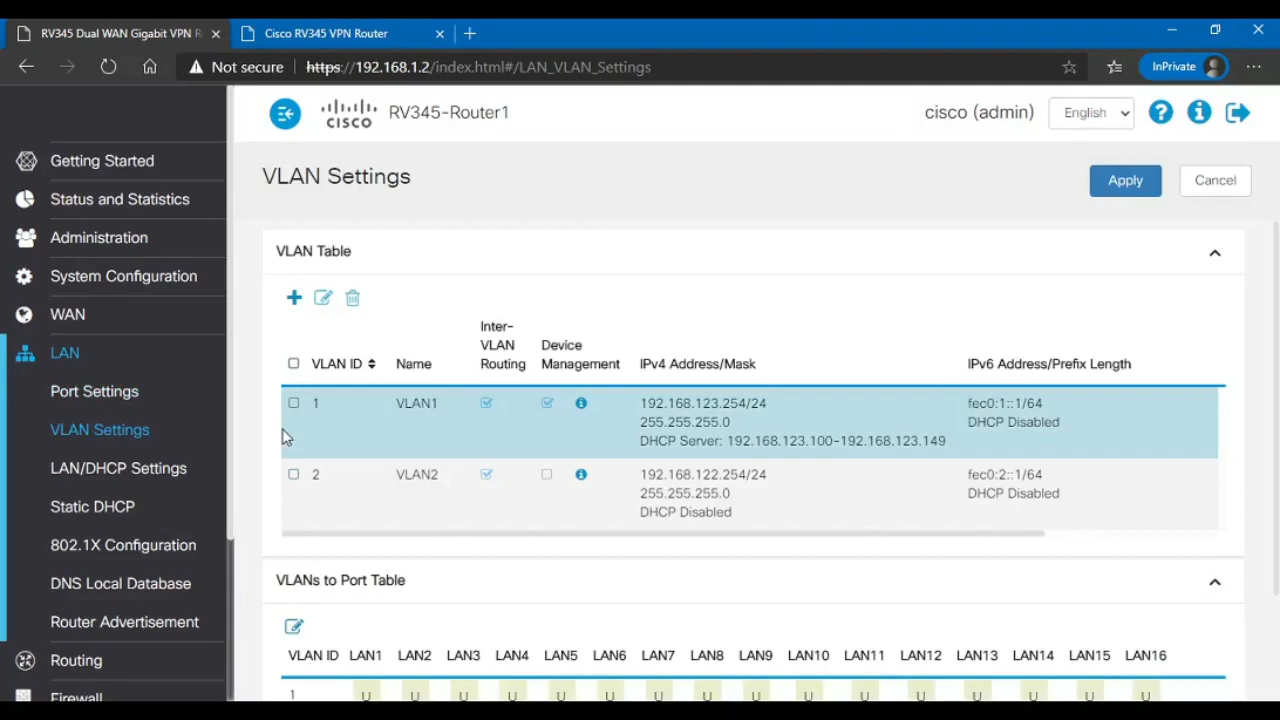 RV345 Dual WAN Gigabit VPN R
Cisco RV345 VPN Router
Not secure
https://192.168.1.2/index.html#/LAN_VLAN_Settings
InPrivate
Getting Started
Status and Statistics
Administration
System Configuration
WAN
LAN
Port Settings
VLAN Settings
LAN/DHCP Settings
Static DHCP
802.1X Configuration
DNS Local Database
Router Advertisement
Routing
Firewall
CISCO
RV345-Router1
cisco (admin)
English
VLAN Settings
Apply
Cancel
VLAN Table
VLAN ID Name Inter-VLAN Routing Device Management IPv4 Address/Mask IPv6 Address/Prefix Length
1 VLAN1 192.168.123.254/24 fec0:1::1/64
255.255.255.0 DHCP Disabled
DHCP Server: 192.168.123.100-192.168.123.149
2 VLAN2 192.168.122.254/24 fec0:2::1/64
255.255.255.0 DHCP Disabled
DHCP Disabled
VLANs to Port Table
VLAN ID LAN1 LAN2 LAN3 LAN4 LAN5 LAN6 LAN7 LAN8 LAN9 LAN10 LAN11 LAN12 LAN13 LAN14 LAN15 LAN16
1 U U U U U U U U U U U U U U U U